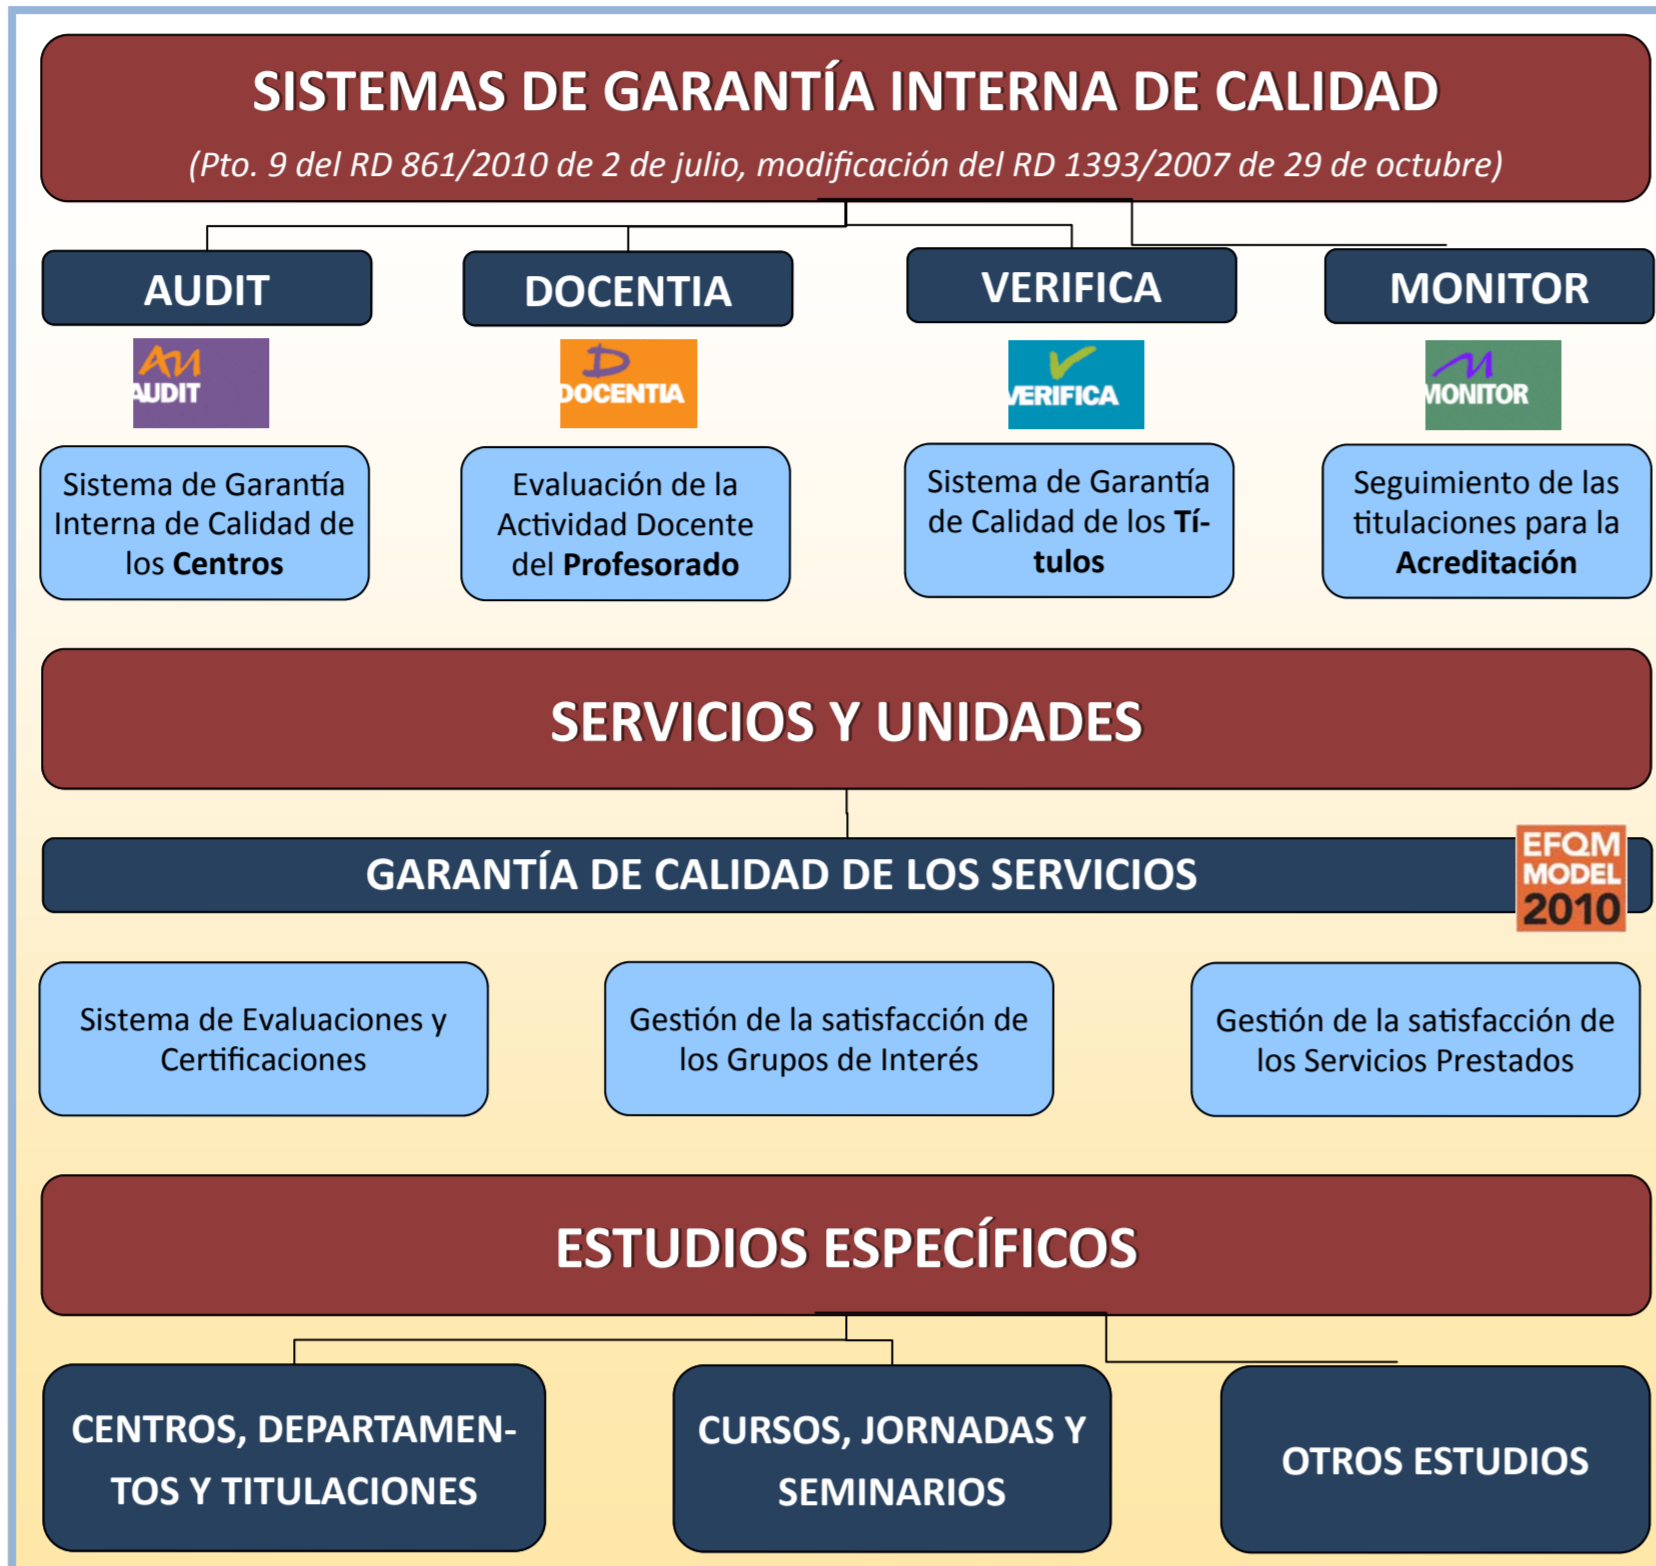 SISTEMAS DE GARANTÍA INTERNA DE CALIDAD
(Pto. 9 del RD 861/2010 de 2 de julio, modificación del RD 1393/2007 de 29 de octubre)
AUDIT
DOCENTIA
VERIFICA
MONITOR
AU
AUDIT
D
DOCENTIA
VERIFICA
M
MONITOR
Sistema de Garantía
Interna de Calidad de
los Centros
Evaluación de la
Actividad Docente
del Profesorado
Sistema de Garantía
de Calidad de los Tí-
tulos
Seguimiento de las
titulaciones para la
Acreditación
SERVICIOS Y UNIDADES
GARANTÍA DE CALIDAD DE LOS SERVICIOS
EFQM
MODEL
2010
Sistema de Evaluaciones y
Certificaciones
Gestión de la satisfacción de
los Grupos de Interés
Gestión de la satisfacción de
los Servicios Prestados
ESTUDIOS ESPECÍFICOS
CENTROS, DEPARTAMEN-
TOS Y TITULACIONES
CURSOS, JORNADAS Y
SEMINARIOS
OTROS ESTUDIOS